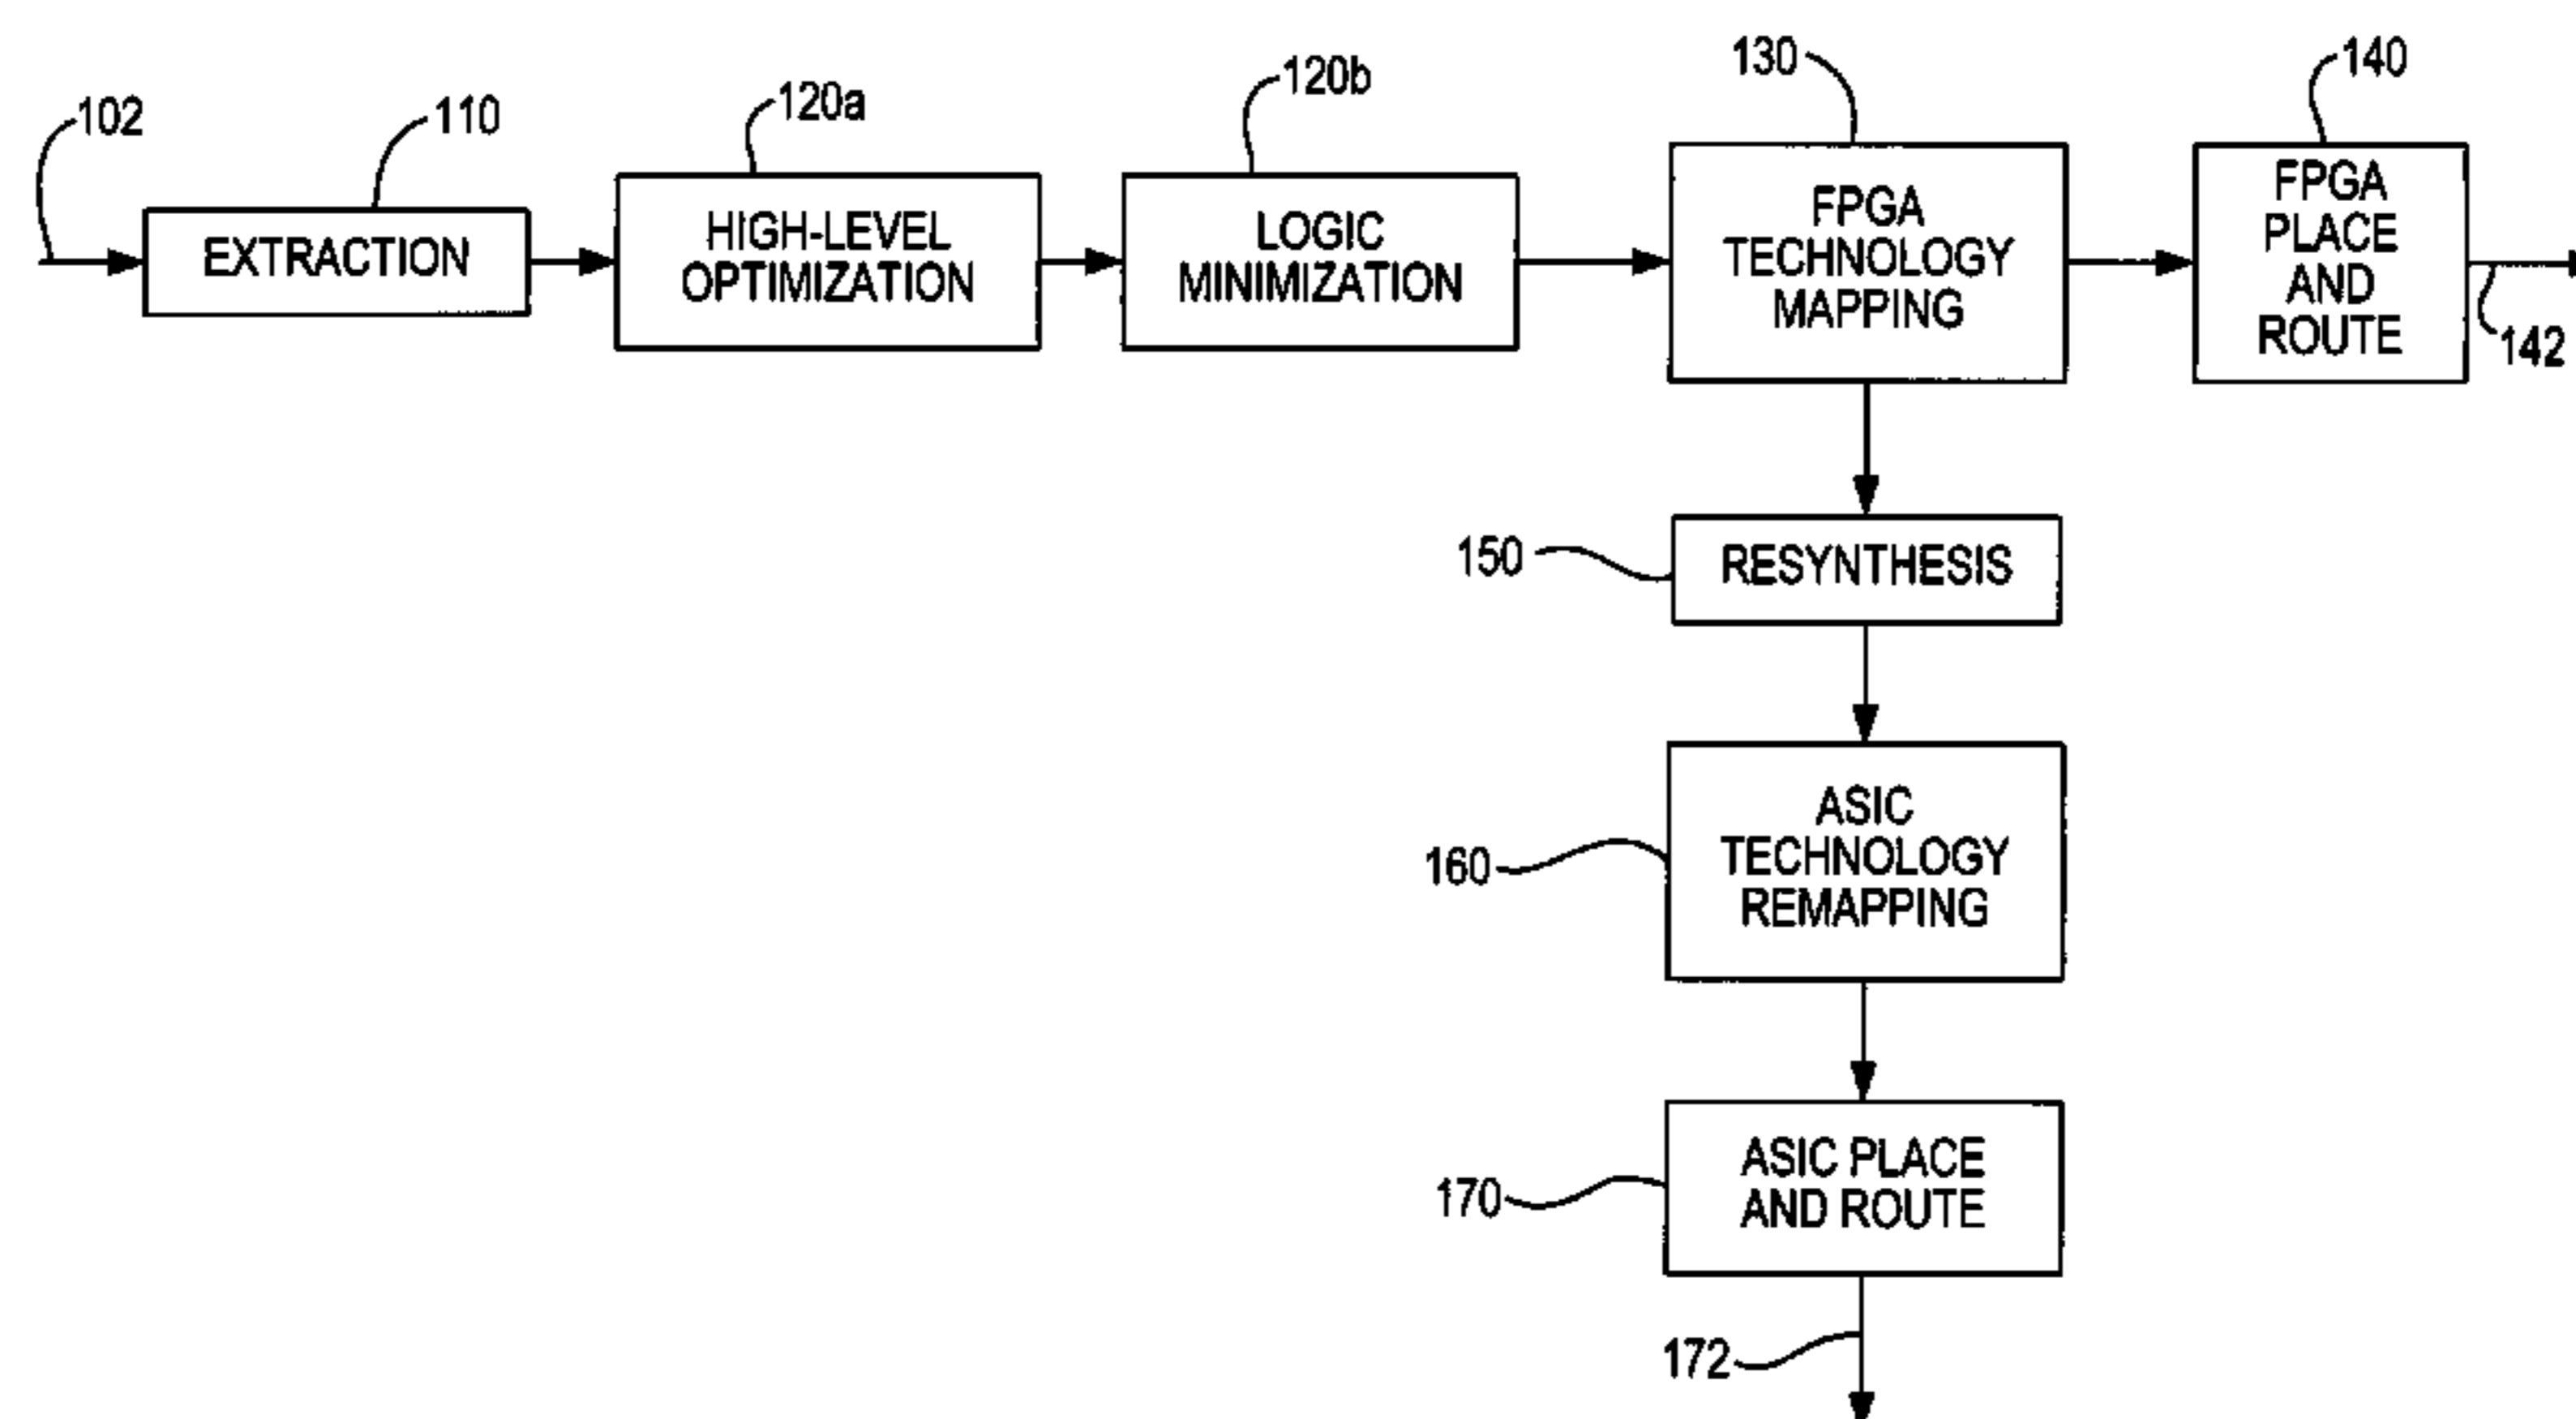 102
110
120a
120b
130
140
EXTRACTION
HIGH-LEVEL
OPTIMIZATION
LOGIC
MINIMIZATION
FPGA
TECHNOLOGY
MAPPING
FPGA
PLACE
AND
ROUTE
142
150
RESYNTHESIS
160
ASIC
TECHNOLOGY
REMAPPING
170
ASIC PLACE
AND ROUTE
172